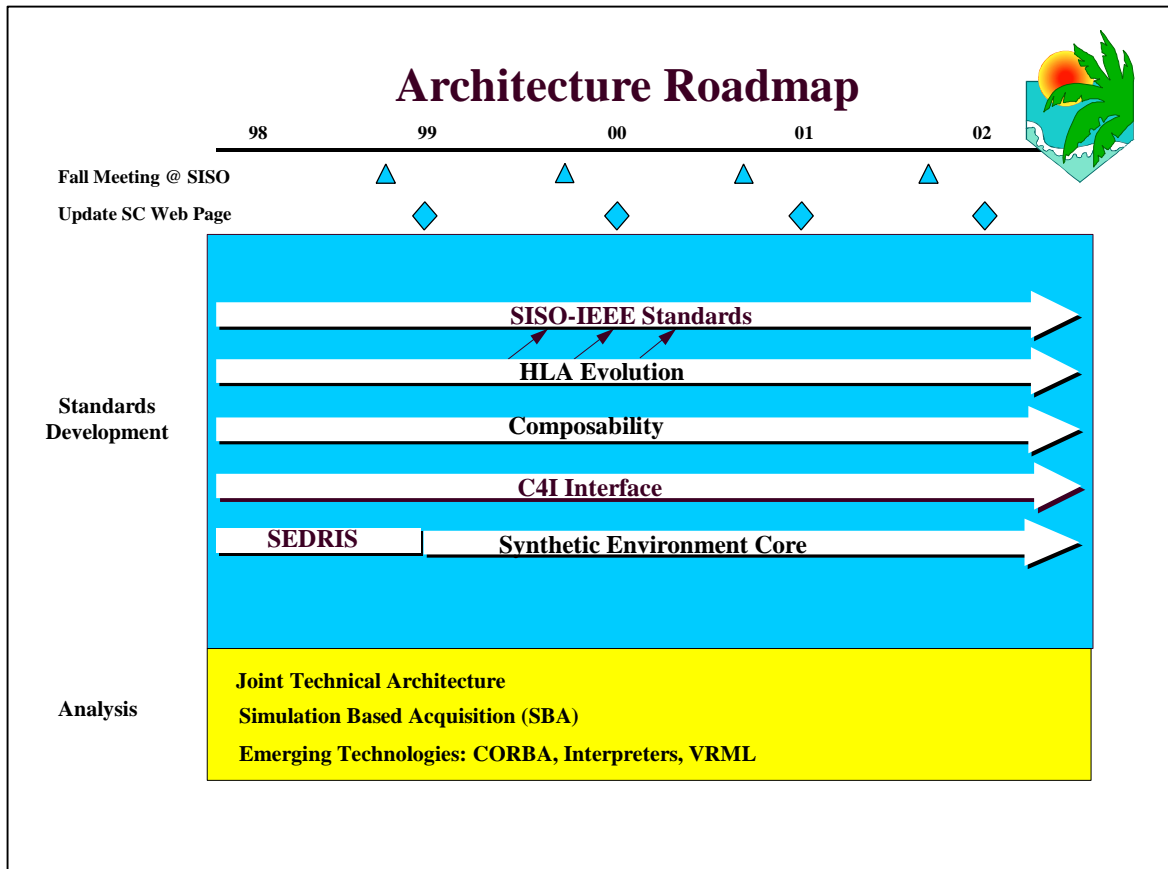 Architecture Roadmap
98 99 00 01 02
Fall Meeting @ SISO
Update SC Web Page
SISO-IEEE Standards
HLA Evolution
Standards
Development
Composability
C4I Interface
SEDRIS
Synthetic Environment Core
Joint Technical Architecture
Analysis
Simulation Based Acquisition (SBA)
Emerging Technologies: CORBA, Interpreters, VRML